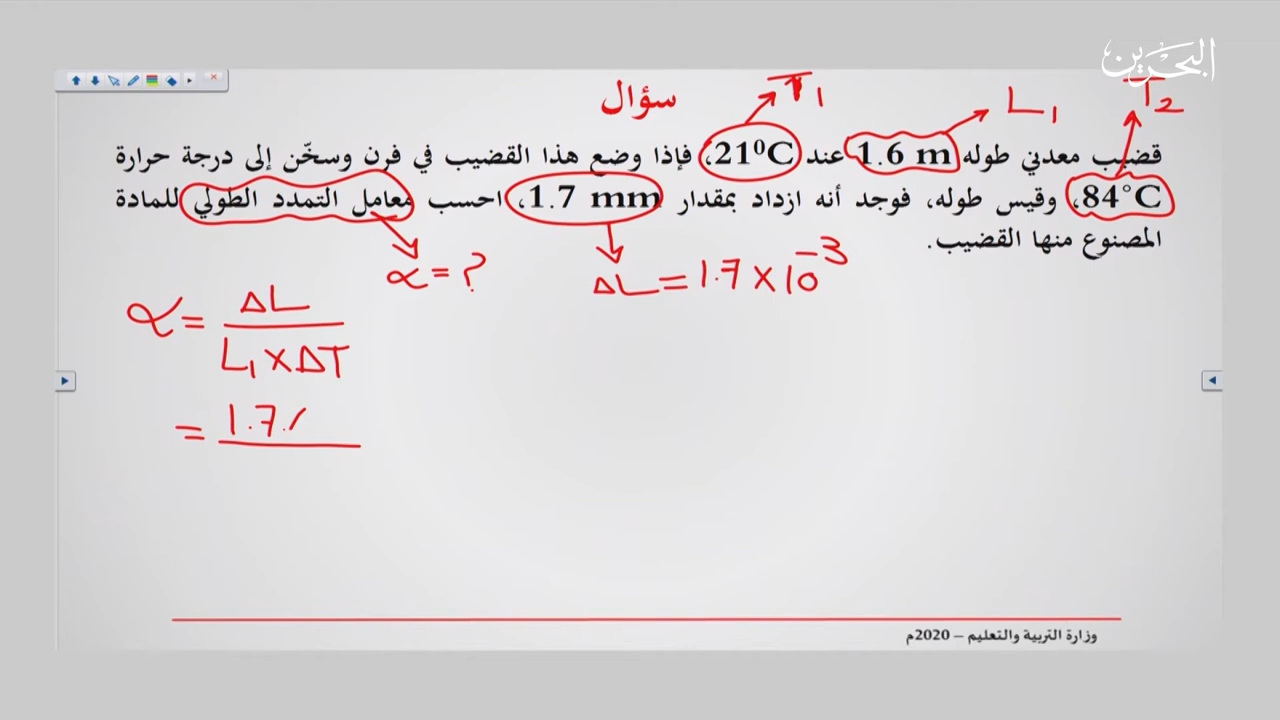 البحرين
سؤال
T1
L1
T2
قضيب معدني طوله 1.6 m عند 21⁰C، فإذا وضع هذا القضيب في فرن وسخّن إلى درجة حرارة
84°C، وقيس طوله، فوجد أنه ازداد بمقدار 1.7 mm، احسب معامل التمدد الطولي للمادة
المصنوع منها القضيب.
α = ?
ΔL = 1.7 × 10⁻³
α = ΔL / L1 × ΔT
= 1.7
وزارة التربية والتعليم – 2020م